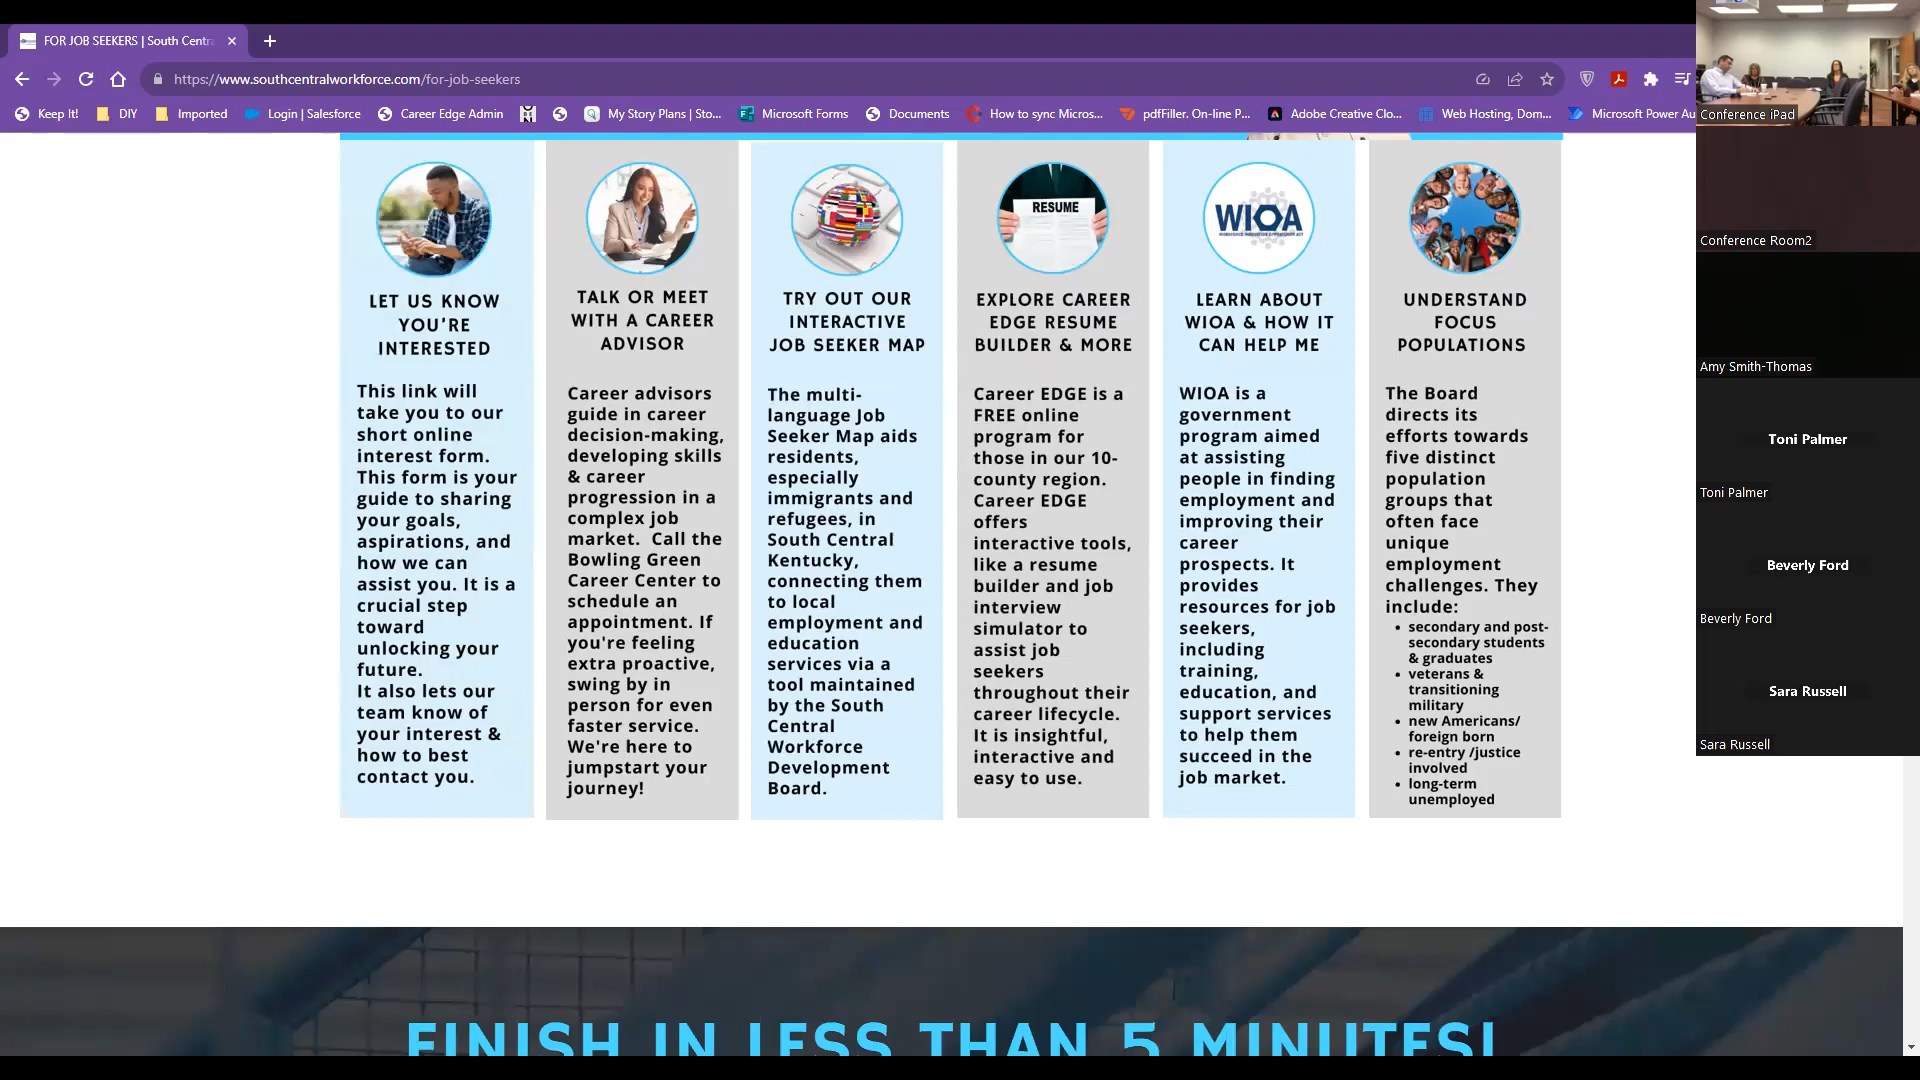 FOR JOB SEEKERS | South Centr
https://www.southcentralworkforce.com/for-job-seekers
Keep It!
DIY
Imported
Login | Salesforce
Career Edge Admin
My Story Plans | Sto...
Microsoft Forms
Documents
How to sync Micros...
pdfFiller. On-line P...
Adobe Creative Clo...
Web Hosting, Dom...
Microsoft Power Au
LET US KNOW
YOU'RE
INTERESTED
This link will
take you to our
short online
interest form.
This form is your
guide to sharing
your goals,
aspirations, and
how we can
assist you. It is a
crucial step
toward
unlocking your
future.
It also lets our
team know of
your interest &
how to best
contact you.
TALK OR MEET
WITH A CAREER
ADVISOR
Career advisors
guide in career
decision-making,
developing skills
& career
progression in a
complex job
market. Call the
Bowling Green
Career Center to
schedule an
appointment. If
you're feeling
extra proactive,
swing by in
person for even
faster service.
We're here to
jumpstart your
journey!
TRY OUT OUR
INTERACTIVE
JOB SEEKER MAP
The multi-
language Job
Seeker Map aids
residents,
especially
immigrants and
refugees, in
South Central
Kentucky,
connecting them
to local
employment and
education
services via a
tool maintained
by the South
Central
Workforce
Development
Board.
RESUME
EXPLORE CAREER
EDGE RESUME
BUILDER & MORE
Career EDGE is a
FREE online
program for
those in our 10-
county region.
Career EDGE
offers
interactive tools,
like a resume
builder and job
interview
simulator to
assist job
seekers
throughout their
career lifecycle.
It is insightful,
interactive and
easy to use.
WIOA
WORKFORCE INNOVATION OPPORTUNITY ACT
LEARN ABOUT
WIOA & HOW IT
CAN HELP ME
WIOA is a
government
program aimed
at assisting
people in finding
employment and
improving their
career
prospects. It
provides
resources for job
seekers,
including
training,
education, and
support services
to help them
succeed in the
job market.
UNDERSTAND
FOCUS
POPULATIONS
The Board
directs its
efforts towards
five distinct
population
groups that
often face
unique
employment
challenges. They
include:
• secondary and post-
secondary students
& graduates
• veterans &
transitioning
military
• new Americans/
foreign born
• re-entry /justice
involved
• long-term
unemployed
FINISH IN LESS THAN 5 MINUTES!
Conference iPad
Conference Room2
Amy Smith-Thomas
Toni Palmer
Toni Palmer
Beverly Ford
Beverly Ford
Sara Russell
Sara Russell